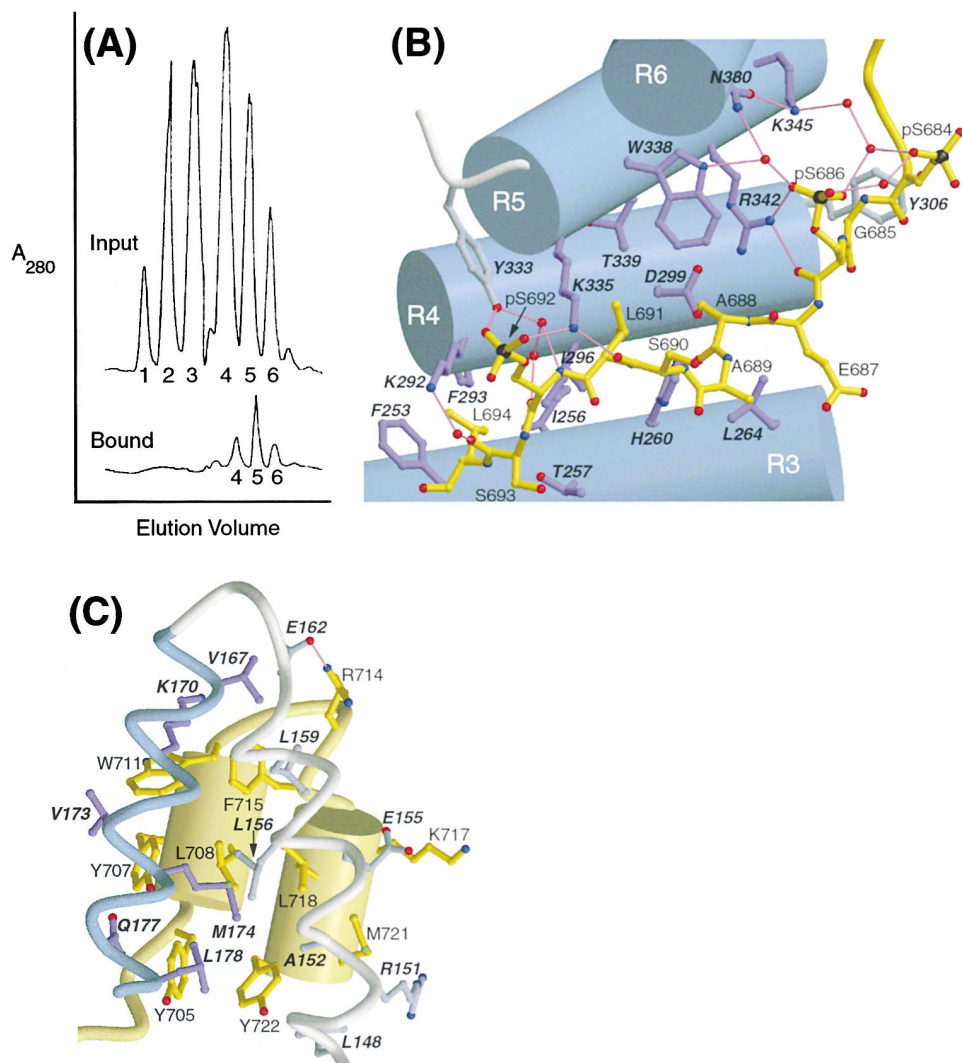 (A)
A280
Input
1 2 3 4 5 6
Bound
4 5 6
Elution Volume
(B)
R6
N380
K345
pS684
W338
pS686
R5
R342
Y306
G685
Y333
T339
D299
pS692
K335
A688
R4
L691
I296
S690
A689
E687
K292
F293
L694
I256
F253
H260
L264
R3
S693
T257
(C)
E162
V167
R714
K170
L159
W711
F715
V173
L156
E155
K717
L708
Y707
L718
M721
Q177
M174
L178
A152
R151
Y705
Y722
L148